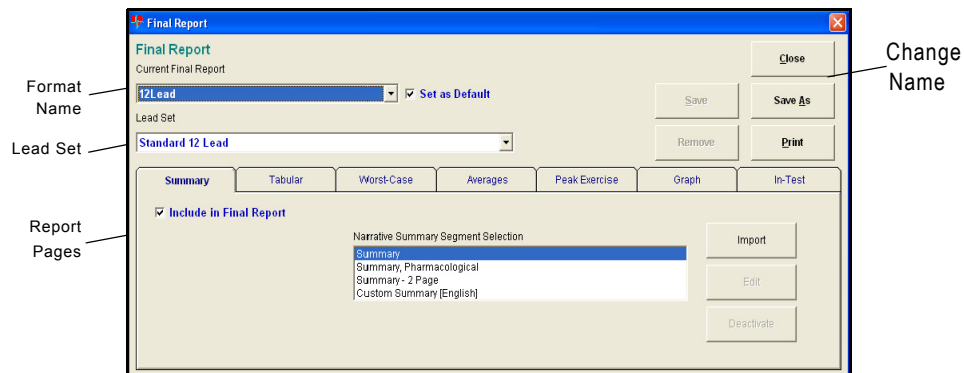 Final Report
Final Report
Current Final Report
Close
Change
Name
Format
Name
12Lead
Set as Default
Save
Save As
Lead Set
Lead Set
Standard 12 Lead
Remove
Print
Summary
Tabular
Worst-Case
Averages
Peak Exercise
Graph
In-Test
Include in Final Report
Report
Pages
Narrative Summary Segment Selection
Summary
Summary, Pharmacological
Summary - 2 Page
Custom Summary [English]
Import
Edit
Deactivate